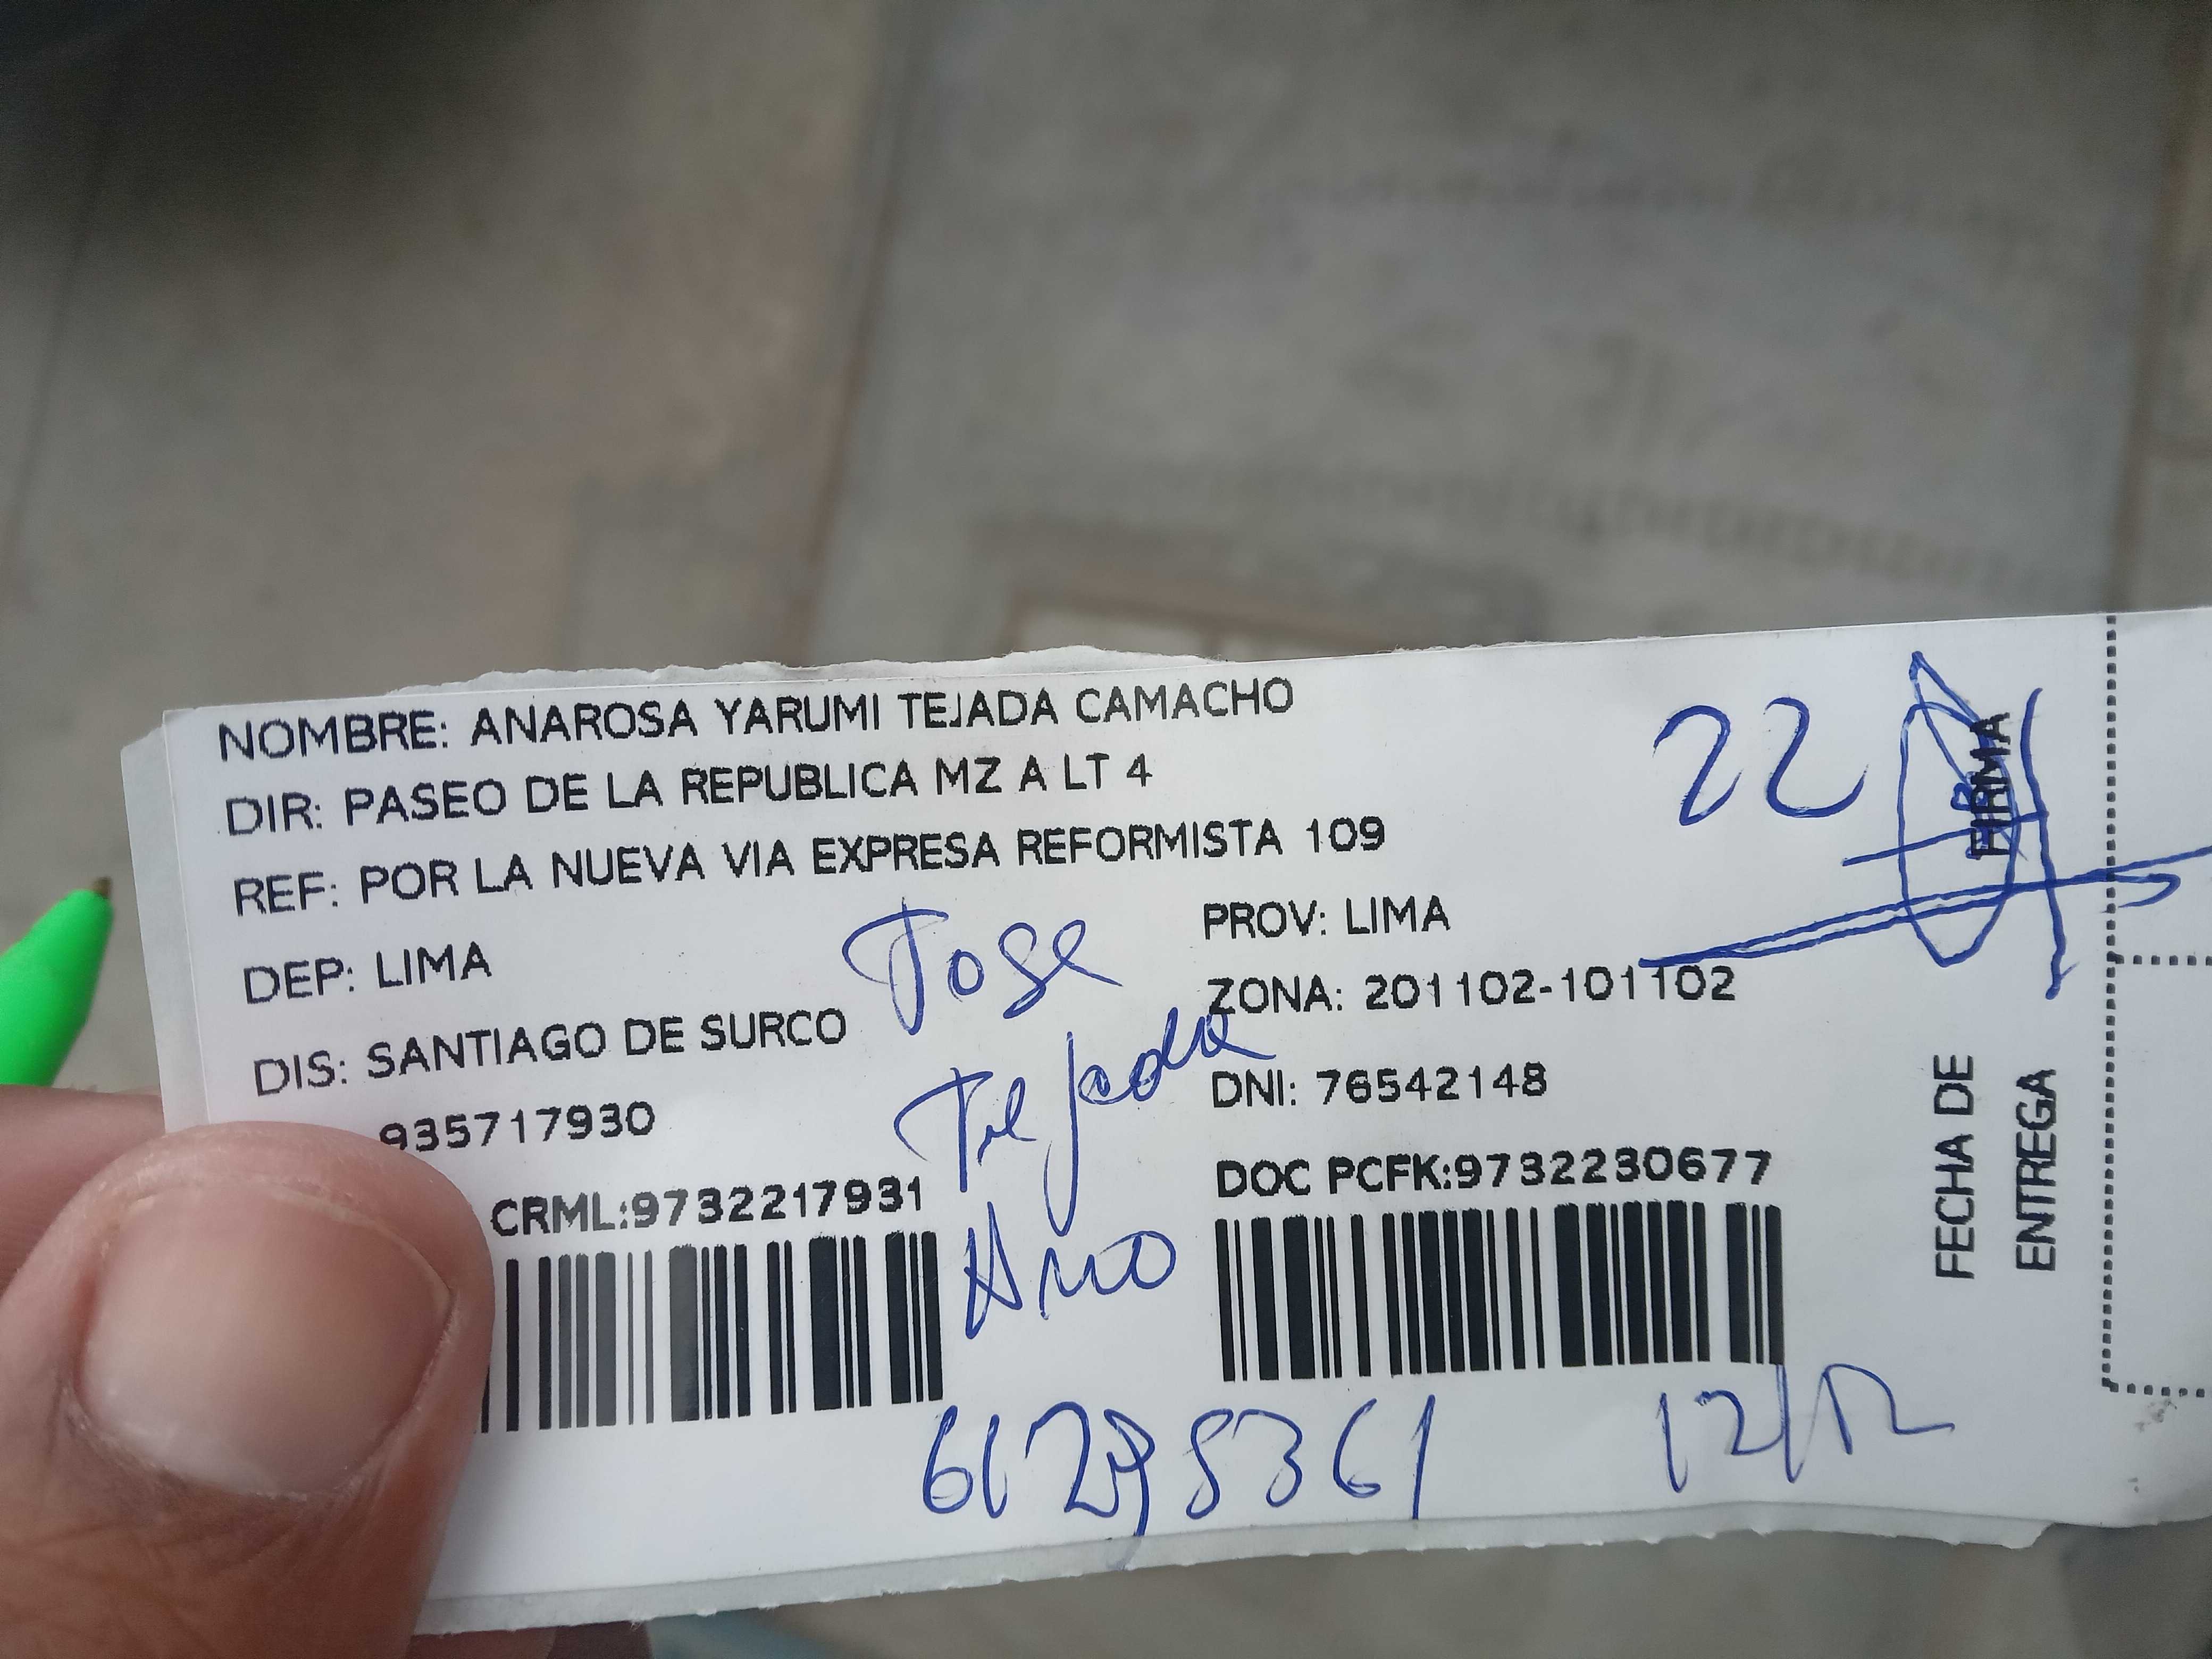 NOMBRE: ANAROSA YARUMI TEJADA CAMACHO
DIR: PASEO DE LA REPUBLICA MZ A LT 4
REF: POR LA NUEVA VIA EXPRESA REFORMISTA 109
DEP: LIMA
PROV: LIMA
DIS: SANTIAGO DE SURCO
ZONA: 201102-101102
935717930
DNI: 76542148
CRML:9732217931
DOC PCFK:9732230677
Jose
Tejada
22
FIRMA
FECHA DE
ENTREGA
12/12